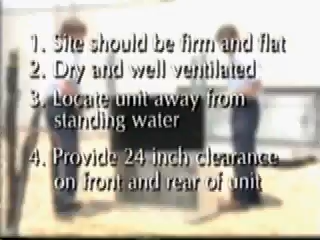 1. Site should be firm and flat
2. Dry and well ventilated
3. Locate unit away from
standing water
4. Provide 24 inch clearance
on front and rear of unit